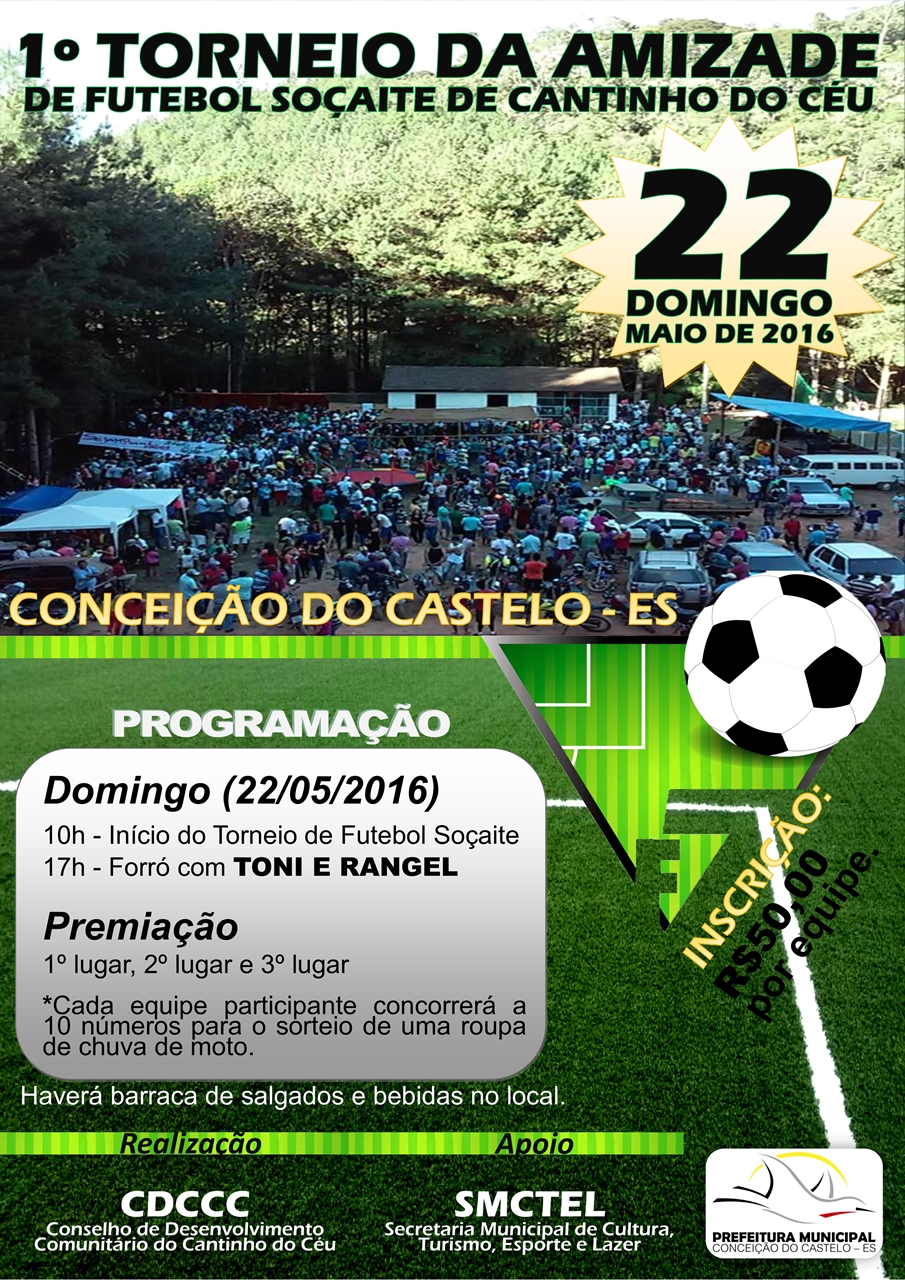 1º TORNEIO DA AMIZADE
DE FUTEBOL SOÇAITE DE CANTINHO DO CÉU
22
DOMINGO
MAIO DE 2016
CONCEIÇÃO DO CASTELO - ES
PROGRAMAÇÃO
Domingo (22/05/2016)
10h - Início do Torneio de Futebol Soçaite
17h - Forró com TONI E RANGEL
Premiação
1º lugar, 2º lugar e 3º lugar
*Cada equipe participante concorrerá a
10 números para o sorteio de uma roupa
de chuva de moto.
INSCRIÇÃO:
R$50,00
por equipe.
Haverá barraca de salgados e bebidas no local.
Realização
CDCCC
Conselho de Desenvolvimento
Comunitário do Cantinho do Céu
Apoio
SMCTEL
Secretaria Municipal de Cultura,
Turismo, Esporte e Lazer
PREFEITURA MUNICIPAL
CONCEIÇÃO DO CASTELO – ES